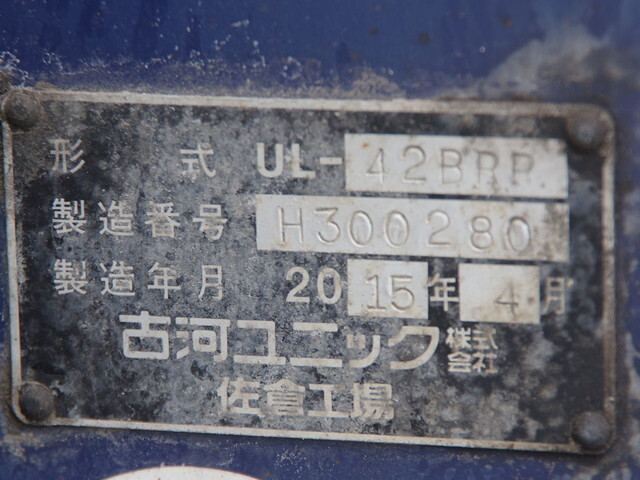 形式 UL-42BRR
製造番号 H300280
製造年月 2015年4月
古河ユニック株式会社
佐倉工場